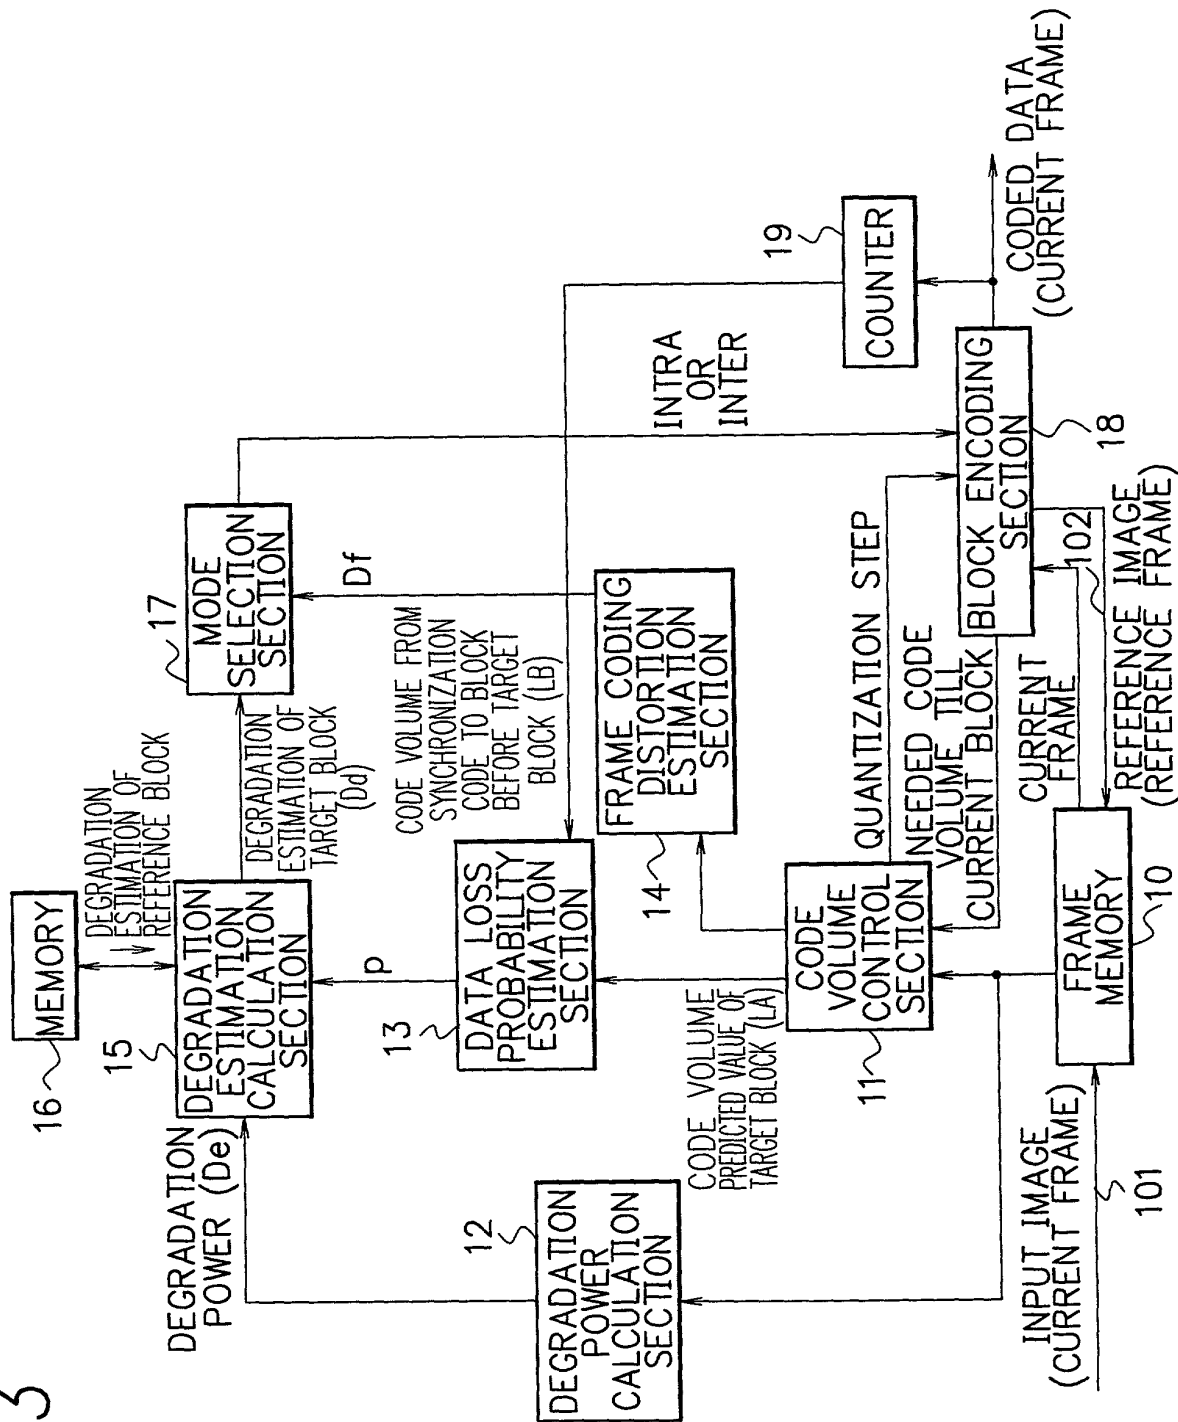 3
16
MEMORY
DEGRADATION
ESTIMATION OF
REFERENCE BLOCK
15
DEGRADATION
ESTIMATION
CALCULATION
SECTION
DEGRADATION
POWER (De)
DEGRADATION
ESTIMATION OF
TARGET BLOCK
(Dd)
17
MODE
SELECTION
SECTION
Df
p
13
DATA LOSS
PROBABILITY
ESTIMATION
SECTION
CODE VOLUME FROM
SYNCHRONIZATION
CODE TO BLOCK
BEFORE TARGET
BLOCK (LB)
12
DEGRADATION
POWER
CALCULATION
SECTION
14
FRAME CODING
DISTORTION
ESTIMATION
SECTION
INTRA
OR
INTER
19
COUNTER
CODE VOLUME
PREDICTED VALUE OF
TARGET BLOCK (LA)
11
CODE
VOLUME
CONTROL
SECTION
QUANTIZATION STEP
NEEDED CODE
VOLUME TILL
CURRENT BLOCK
BLOCK ENCODING
SECTION
18
CODED DATA
(CURRENT FRAME)
INPUT IMAGE
(CURRENT FRAME)
101
FRAME
MEMORY
10
CURRENT
FRAME
102
REFERENCE IMAGE
(REFERENCE FRAME)